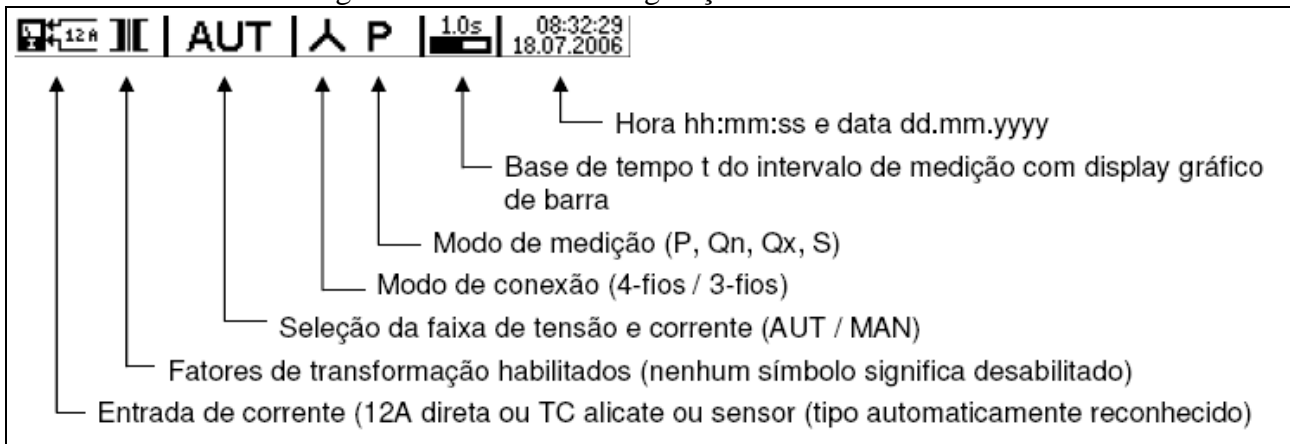 12A AUT P 1.0s 08:32:29
18.07.2006
Hora hh:mm:ss e data dd.mm.yyyy
Base de tempo t do intervalo de medição com display gráfico
de barra
Modo de medição (P, Qn, Qx, S)
Modo de conexão (4-fios / 3-fios)
Seleção da faixa de tensão e corrente (AUT / MAN)
Fatores de transformação habilitados (nenhum símbolo significa desabilitado)
Entrada de corrente (12A direta ou TC alicate ou sensor (tipo automaticamente reconhecido)